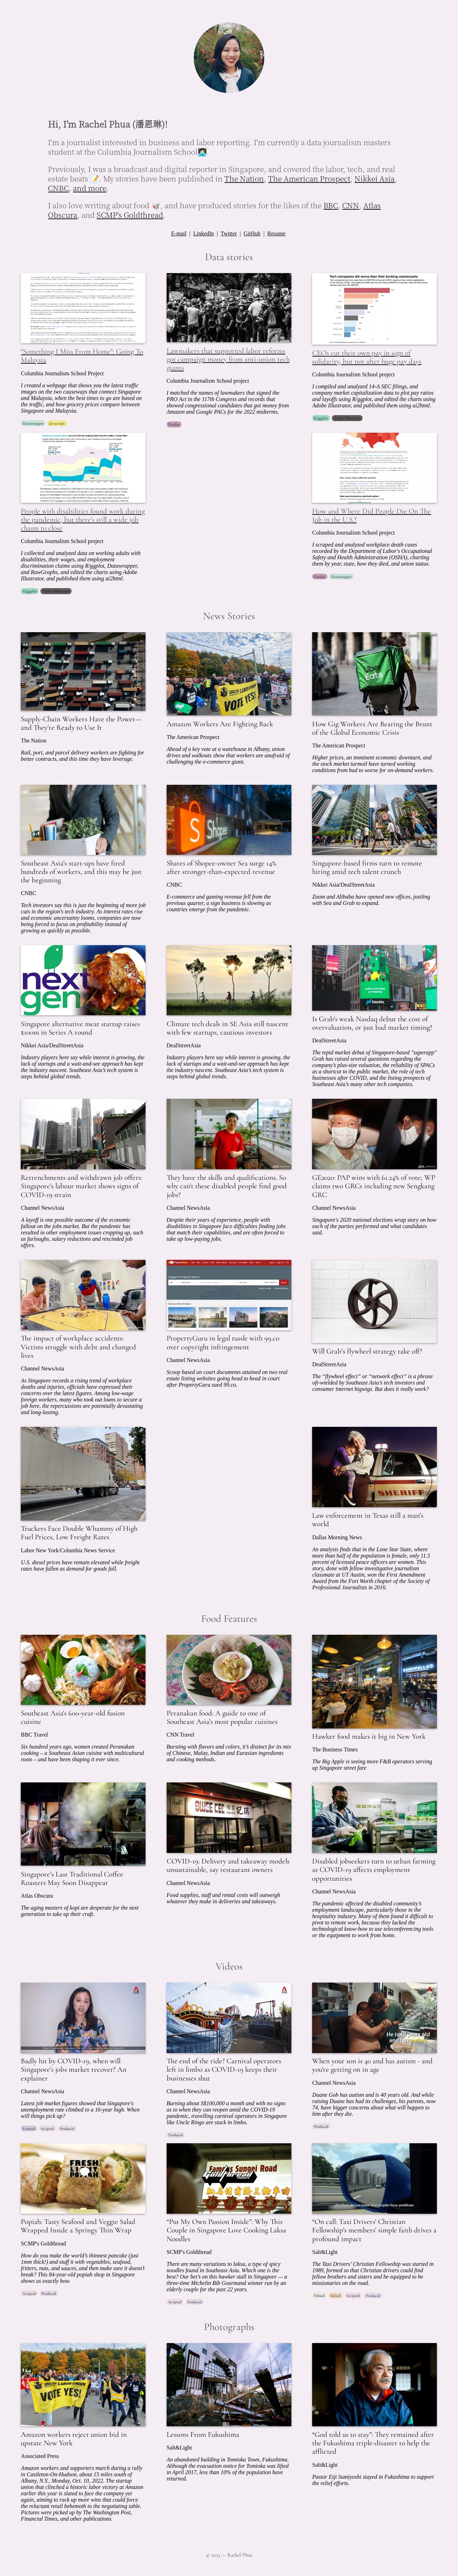 Hi, I'm Rachel Phua (潘恩琳)!
I'm a journalist interested in business and labor reporting. I'm currently a data journalism masters
student at the Columbia Journalism School
Previously, I was a broadcast and digital reporter in Singapore, and covered the labor, tech, and real
estate beats 📝. My stories have been published in The Nation, The American Prospect, Nikkei Asia,
CNBC, and more.
I also love writing about food 🥡, and have produced stories for the likes of the BBC, CNN, Atlas
Obscura, and SCMP's Goldthread.
E-mail | LinkedIn | Twitter | GitHub | Resume
Data stories
"Something I Miss From Home": Going To
Malaysia
Columbia Journalism School Project
I created a webpage that shows you the latest traffic
images on the two causeways that connect Singapore
and Malaysia, when the best times to go are based on
the traffic, and how grocery prices compare between
Singapore and Malaysia.
Datawrapper Javascript
Lawmakers that supported labor reforms
got campaign money from anti-union tech
giants
Columbia Journalism School project
I matched the names of lawmakers that signed the
PRO Act in the 117th Congress and records that
showed congressional candidates receiving money from
Amazon and Google PACs for the 2022 midterms.
Pandas
Tech companies did worse than their banking counterparts
CEOs cut their own pay in sign of
solidarity, but not after huge pay days
Columbia Journalism School project
I compiled and analyzed 14-A SEC filings, and
company market capitalization data to plot pay ratios
and layoffs using R/ggplot, and edited the charts using
Adobe Illustrator, and published them using ai2html.
R/ggplot Adobe Illustrator
People with disabilities found work during
the pandemic, but there's still a wide job
chasm to close
Columbia Journalism School project
I collected and analyzed data on working adults with
disabilities, their wages, and employment
discrimination claims using R/ggplot, Datawrapper,
and RawGraphs, and edited the charts using Adobe
Illustrator, and published them using ai2html.
R/ggplot Adobe Illustrator
How and Where Did People Die On The
Job in the U.S.?
Columbia Journalism School project
I scraped and analyzed workplace death cases
recorded by the Department of Labor's Occupational
Safety and Health Administration (OSHA), charting
them by year, state, how they died, and union status.
Pandas Datawrapper
News Stories
Supply-Chain Workers Have the Power—
and They're Ready to Use It
The Nation
Rail, port, and parcel delivery workers are fighting for
better contracts, and this time they have leverage.
VOTE YES!
Amazon Workers Are Fighting Back
The American Prospect
Ahead of a key vote at a warehouse in Albany, union
drives and walkouts show that workers are unafraid of
challenging the e-commerce giant.
Uber
Eats
How Gig Workers Are Bearing the Brunt
of the Global Economic Crisis
The American Prospect
Higher prices, an imminent economic downturn, and
the stock market turmoil have turned working
conditions from bad to worse for on-demand workers.
Southeast Asia's start-ups have fired
hundreds of workers, and this may be just
the beginning
CNBC
Tech investors say this is just the beginning of more job
cuts in the region's tech industry. As interest rates rise
and economic uncertainty looms, companies are now
being forced to focus on profitability instead of
growing as quickly as possible.
Shares of Shopee-owner Sea surge 14%
after stronger-than-expected revenue
CNBC
E-commerce and gaming revenue fell from the
previous quarter, a sign business is slowing as
countries emerge from the pandemic.
Singapore-based firms turn to remote
hiring amid tech talent crunch
Nikkei Asia/DealStreetAsia
Zoom and Alibaba have opened new offices, jostling
with Sea and Grab to expand.
next
gen
Singapore alternative meat startup raises
$100m in Series A round
Nikkei Asia/DealStreetAsia
Industry players here say while interest is growing, the
lack of startups and a wait-and-see approach has kept
the industry nascent. Southeast Asia's tech system is
steps behind global trends.
Climate tech deals in SE Asia still nascent
with few startups, cautious investors
DealStreetAsia
Industry players here say while interest is growing, the
lack of startups and a wait-and-see approach has kept
the industry nascent. Southeast Asia's tech system is
steps behind global trends.
Is Grab's weak Nasdaq debut the cost of
overvaluation, or just bad market timing?
DealStreetAsia
The tepid market debut of Singapore-based "superapp"
Grab has raised several questions regarding the
company's plus-size valuation, the reliability of SPACs
as a shortcut to the public market, the role of tech
businesses after COVID, and the listing prospects of
Southeast Asia's many other tech companies.
Retrenchments and withdrawn job offers:
Singapore's labour market shows signs of
COVID-19 strain
Channel NewsAsia
A layoff is one possible outcome of the economic
fallout on the jobs market. But the pandemic has
resulted in other employment issues cropping up, such
as furloughs, salary reductions and rescinded job
offers.
They have the skills and qualifications. So
why can't these disabled people find good
jobs?
Channel NewsAsia
Despite their years of experience, people with
disabilities in Singapore face difficulties finding jobs
that match their capabilities, and are often forced to
take up low-paying jobs.
GE2020: PAP wins with 61.24% of vote; WP
claims two GRCs including new Sengkang
GRC
Channel NewsAsia
Singapore's 2020 national elections wrap story on how
each of the parties performed and what candidates
said.
The impact of workplace accidents:
Victims struggle with debt and changed
lives
Channel NewsAsia
As Singapore records a rising trend of workplace
deaths and injuries, officials have expressed their
concerns over the latest figures. Among low-wage
foreign workers, many who took out loans to secure a
job here, the repercussions are potentially devastating
and long-lasting.
PropertyGuru in legal tussle with 99.co
over copyright infringement
Channel NewsAsia
Scoop based on court documents attained on two real
estate listing websites going head to head in court
after PropertyGuru sued 99.co.
Will Grab's flywheel strategy take off?
DealStreetAsia
The "flywheel effect" or "network effect" is a phrase
oft-wielded by Southeast Asia's tech investors and
consumer internet bigwigs. But does it really work?
Truckers Face Double Whammy of High
Fuel Prices, Low Freight Rates
Labor New York/Columbia News Service
U.S. diesel prices have remain elevated while freight
rates have fallen as demand for goods fall.
SHERIFF
Law enforcement in Texas still a man's
world
Dallas Morning News
An analysis finds that in the Lone Star State, where
more than half of the population is female, only 11.5
percent of licensed peace officers are women. This
story, done with fellow investigative journalism
classmate at UT Austin, won the First Amendment
Award from the Fort Worth chapter of the Society of
Professional Journalists in 2016.
Food Features
Southeast Asia's 600-year-old fusion
cuisine
BBC Travel
Six hundred years ago, women created Peranakan
cooking – a Southeast Asian cuisine with multicultural
roots – and have been shaping it ever since.
Peranakan food: A guide to one of
Southeast Asia's most popular cuisines
CNN Travel
Bursting with flavors and colors, it's distinct for its mix
of Chinese, Malay, Indian and Eurasian ingredients
and cooking methods.
Hawker food makes it big in New York
The Business Times
The Big Apple is seeing more F&B operators serving
up Singapore street fare
Singapore's Last Traditional Coffee
Roasters May Soon Disappear
Atlas Obscura
The aging masters of kopi are desperate for the next
generation to take up their craft.
COVID-19: Delivery and takeaway models
unsustainable, say restaurant owners
Channel NewsAsia
Food supplies, staff and rental costs will outweigh
whatever they make in deliveries and takeaways.
Disabled jobseekers turn to urban farming
as COVID-19 affects employment
opportunities
Channel NewsAsia
The pandemic affected the disabled community's
employment landscape, particularly those in the
hospitality industry. Many of them found it difficult to
pivot to remote work, because they lacked the
technological know-how to use teleconferencing tools
or the equipment to work from home.
Videos
Badly hit by COVID-19, when will
Singapore's jobs market recover? An
explainer
Channel NewsAsia
Latest job market figures showed that Singapore's
unemployment rate climbed to a 16-year high. When
will things pick up?
Fronted Scripted Produced
The end of the ride? Carnival operators
left in limbo as COVID-19 keeps their
businesses shut
Channel NewsAsia
Burning about S$100,000 a month and with no signs
as to when they can reopen amid the COVID-19
pandemic, travelling carnival operators in Singapore
like Uncle Ringo are stuck in limbo.
Produced
When your son is 40 and has autism - and
you're getting on in age
Channel NewsAsia
Duane Goh has autism and is 40 years old. And while
raising Duane has had its challenges, his parents, now
74, have bigger concerns about what will happen to
him after they die.
Produced
Popiah: Tasty Seafood and Veggie Salad
Wrapped Inside a Springy Thin Wrap
SCMP's Goldthread
How do you make the world's thinnest pancake (just
1mm thick!) and stuff it with vegetables, seafood,
fritters, nuts, and sauces, and then make sure it doesn't
break? This 84-year-old popiah shop in Singapore
shows us exactly how.
Scripted Produced
Famous Sungei Road
"Put My Own Passion Inside": Why This
Couple in Singapore Love Cooking Laksa
Noodles
SCMP's Goldthread
There are many variations to laksa, a type of spicy
noodles found in Southeast Asia. Which one is the
best? Our bet's on this hawker stall in Singapore — a
three-time Michelin Bib Gourmand winner run by an
elderly couple for the past 22 years.
Scripted Produced
"On call: Taxi Drivers' Christian
Fellowship's members' simple faith drives a
profound impact
Salt&Light
The Taxi Drivers' Christian Fellowship was started in
1989, formed so that Christian drivers could find
fellow brothers and sisters and be equipped to be
missionaries on the road.
Filmed Edited Scripted Produced
Photographs
VOTE YES!
Amazon workers reject union bid in
upstate New York
Associated Press
Amazon workers and supporters march during a rally
in Castleton-On-Hudson, about 15 miles south of
Albany, N.Y., Monday, Oct. 10, 2022. The startup
union that clinched a historic labor victory at Amazon
earlier this year is slated to face the company yet
again, aiming to rack up more wins that could force
the reluctant retail behemoth to the negotiating table.
Pictures were picked up by The Washington Post,
Financial Times, and other publications.
Lessons From Fukushima
Salt&Light
An abandoned building in Tomioka Town, Fukushima.
Although the evacuation notice for Tomioka was lifted
in April 2017, less than 10% of the population have
returned.
"God told us to stay": They remained after
the Fukushima triple-disaster to help the
afflicted
Salt&Light
Pastor Eiji Sumiyoshi stayed in Fukushima to support
the relief efforts.
© 2023 — Rachel Phua